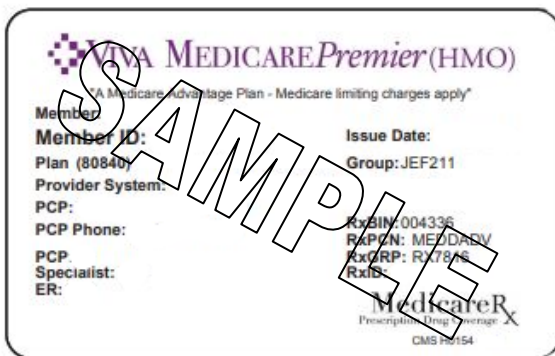 VIVA MEDICARE Premier (HMO)
"A Medicare Advantage Plan - Medicare limiting charges apply"
Member:
Member ID:
Issue Date:
Plan (80840)
Group: JEF211
Provider System:
PCP:
RxBIN: 004336
PCP Phone:
RxPCN: MEDDADV
RxGRP: RX7816
PCP
RxID:
Specialist:
ER:
MedicareRx
Prescription Drug Coverage
CMS H0154
SAMPLE